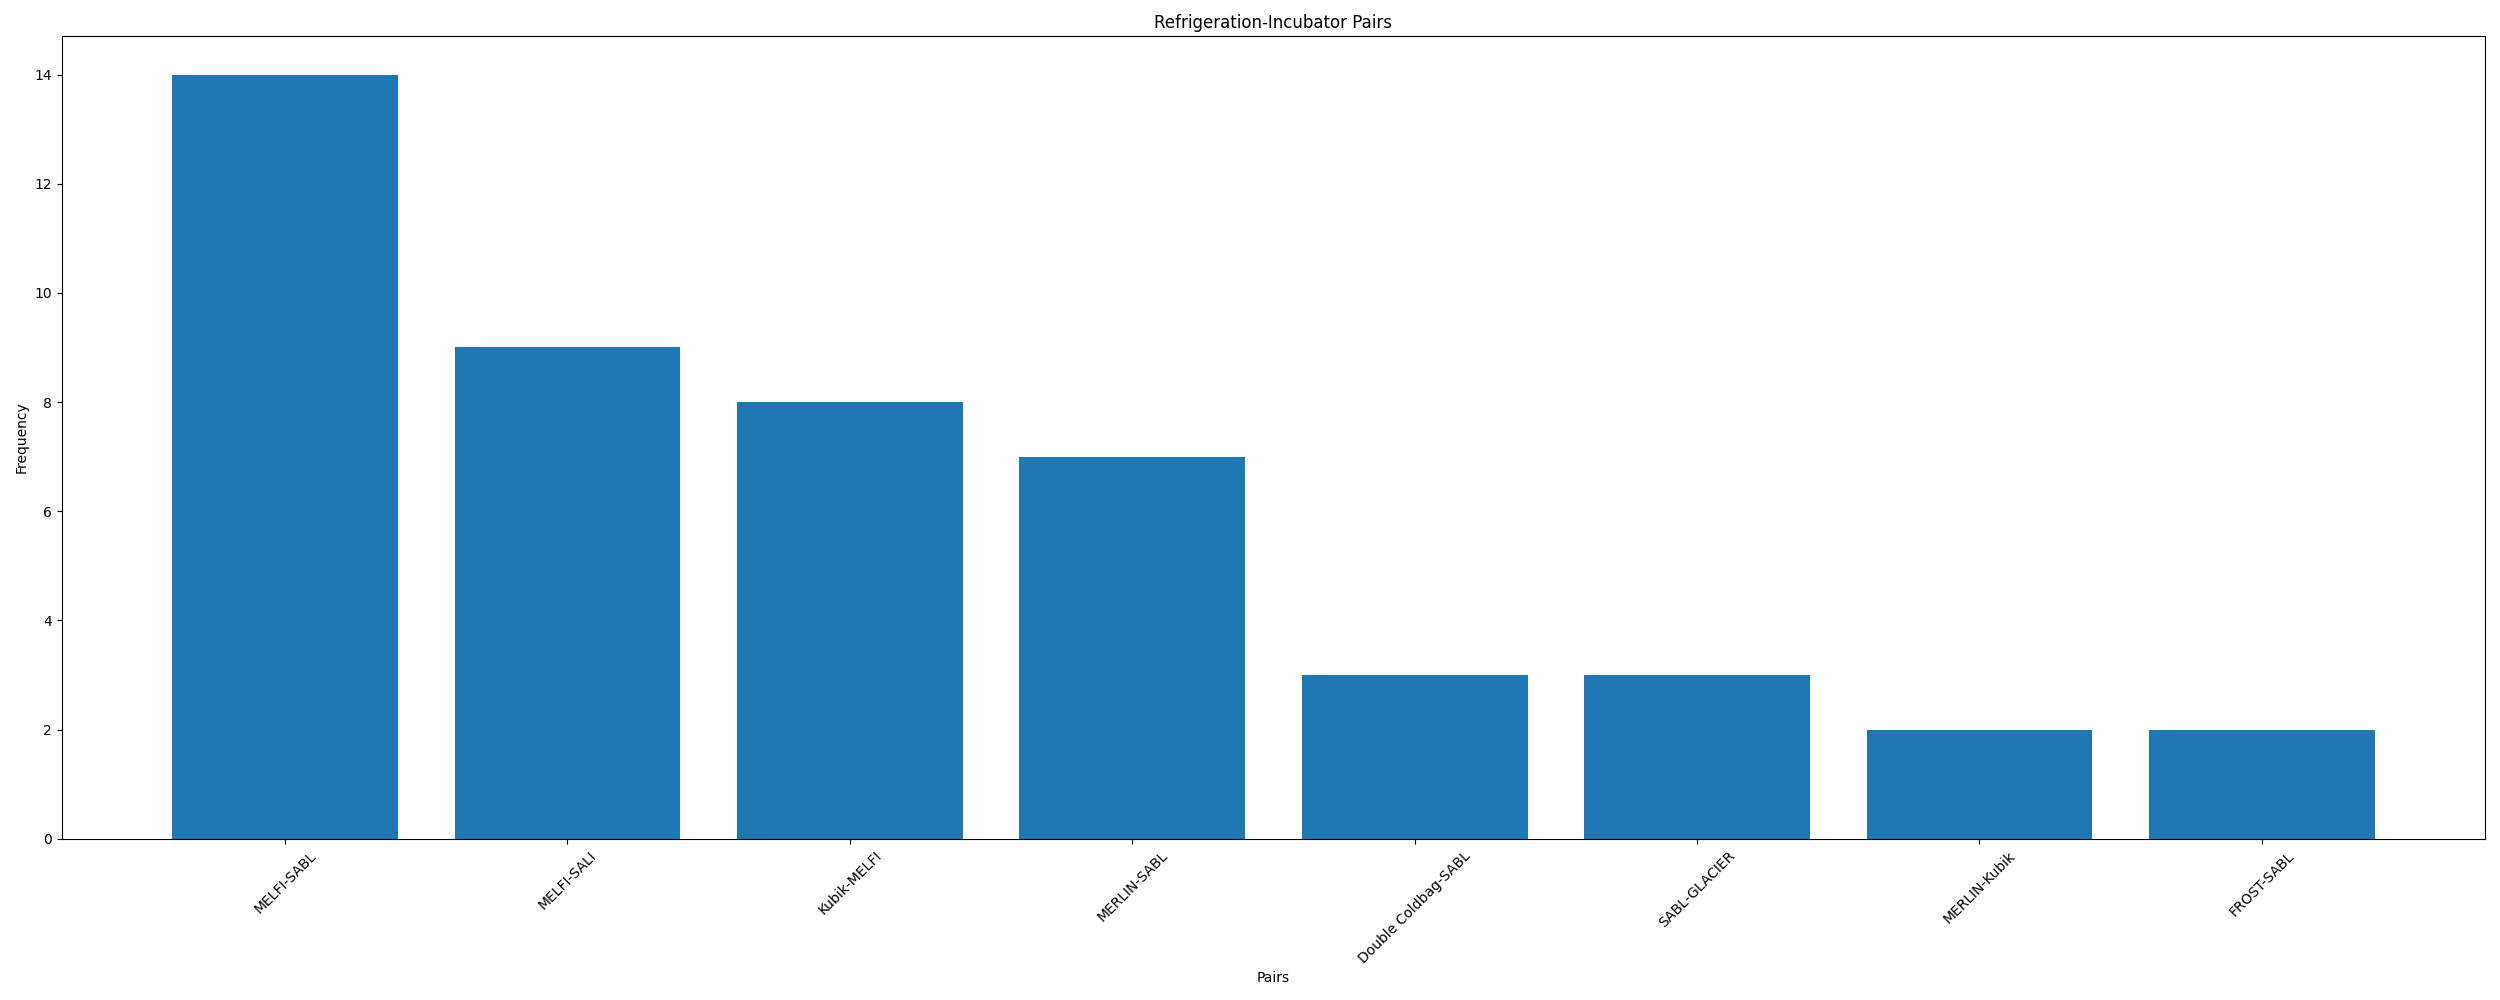 Refrigeration-Incubator Pairs
14
12
10
8
6
4
2
0
Frequency
MELFI-SABL
MELFI-SALI
Kubik-MELFI
MERLIN-SABL
Double Coldbag-SABL
SABL-GLACIER
MERLIN-Kubik
FROST-SABL
Pairs